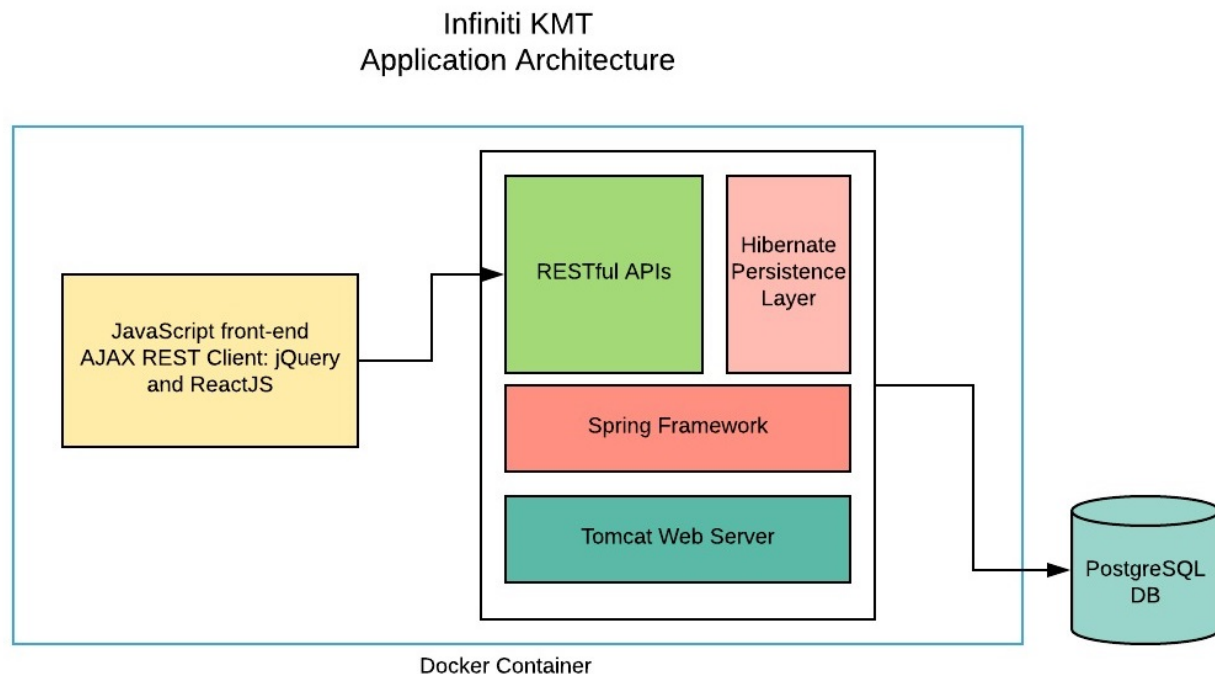 Infiniti KMT
Application Architecture
JavaScript front-end
AJAX REST Client: jQuery
and ReactJS
RESTful APIs
Hibernate
Persistence
Layer
Spring Framework
Tomcat Web Server
PostgreSQL
DB
Docker Container